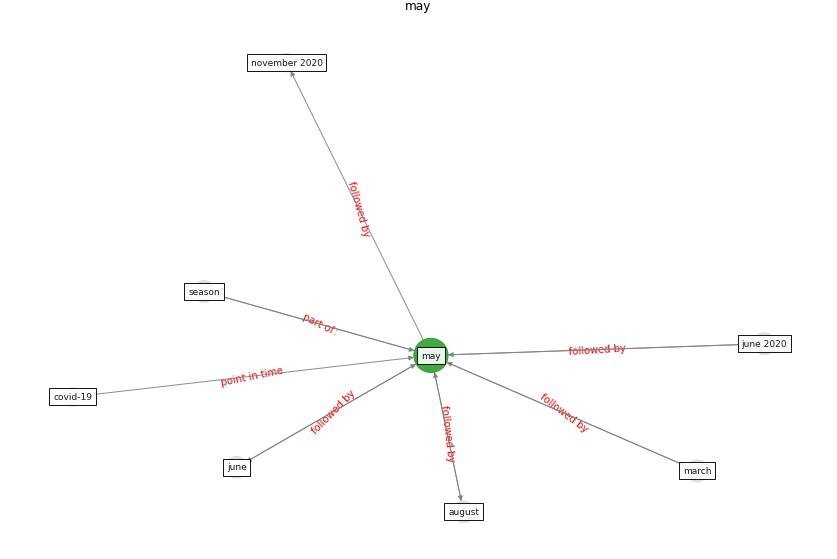 may
november 2020
followed by
season
part of.
may
june 2020
followed by
covid-19
point in time
followed by
followed by
followed by
june
march
august